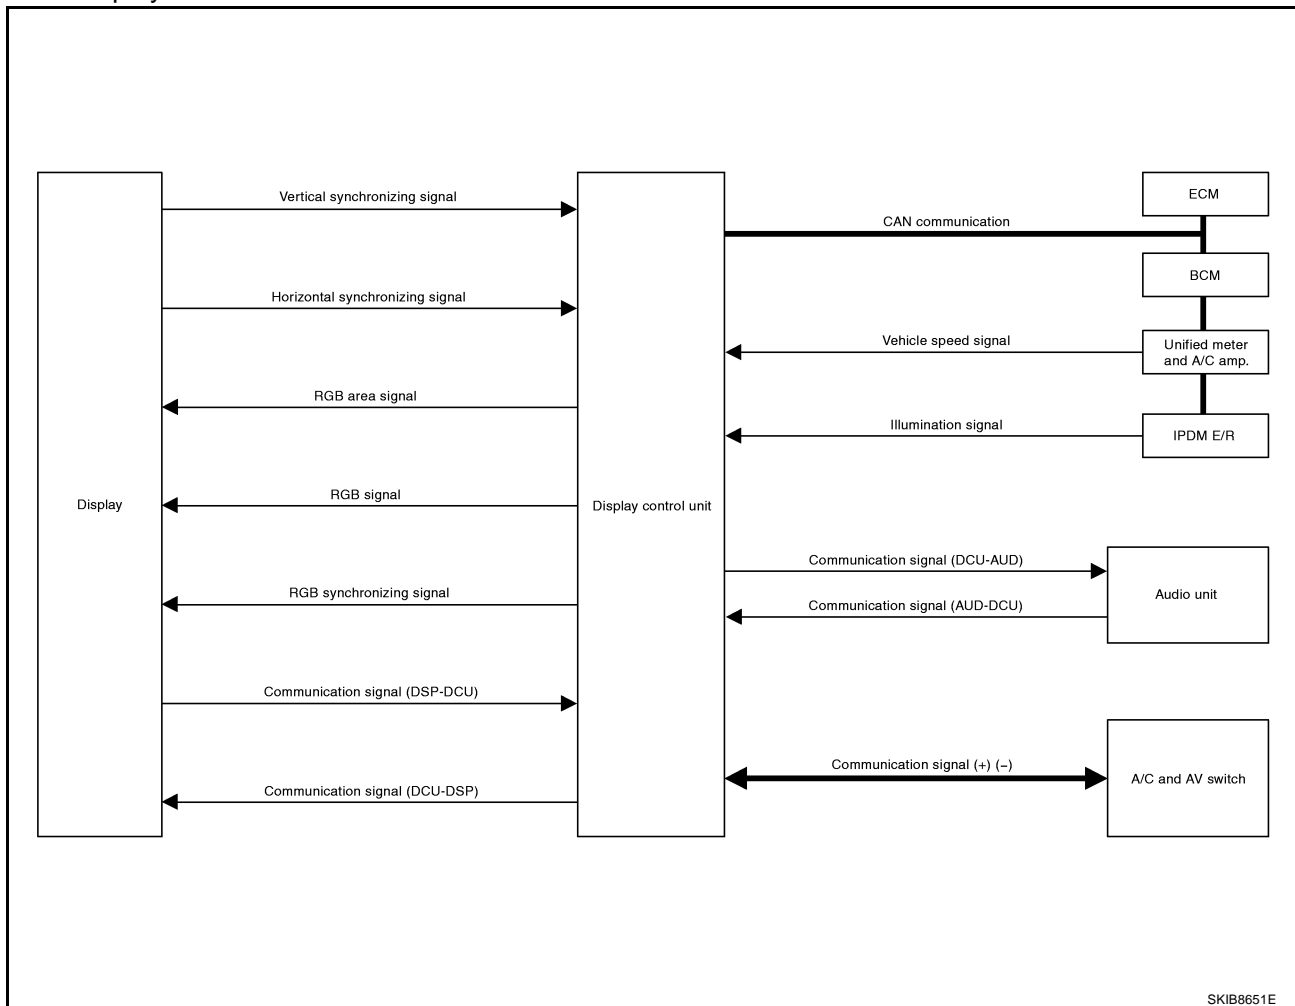 Vertical synchronizing signal
Horizontal synchronizing signal
RGB area signal
RGB signal
RGB synchronizing signal
Communication signal (DSP-DCU)
Communication signal (DCU-DSP)
Display
Display control unit
CAN communication
Vehicle speed signal
Illumination signal
Communication signal (DCU-AUD)
Communication signal (AUD-DCU)
Communication signal (+) (−)
ECM
BCM
Unified meter
and A/C amp.
IPDM E/R
Audio unit
A/C and AV switch
SKIB8651E